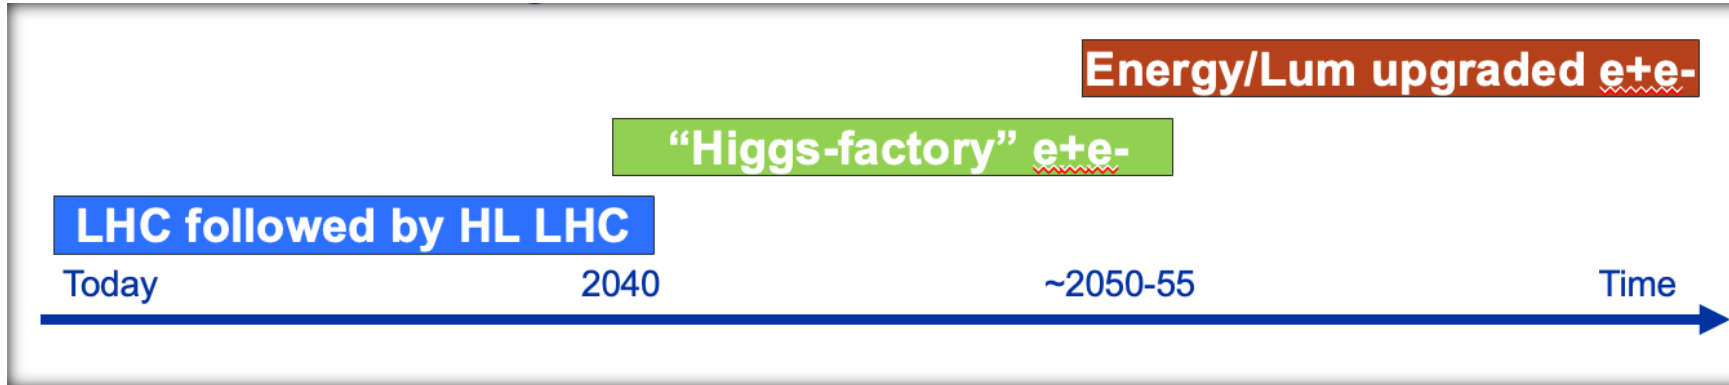 Energy/Lum upgraded e+e-
“Higgs-factory” e+e-
LHC followed by HL LHC
Today 2040 ~2050-55 Time